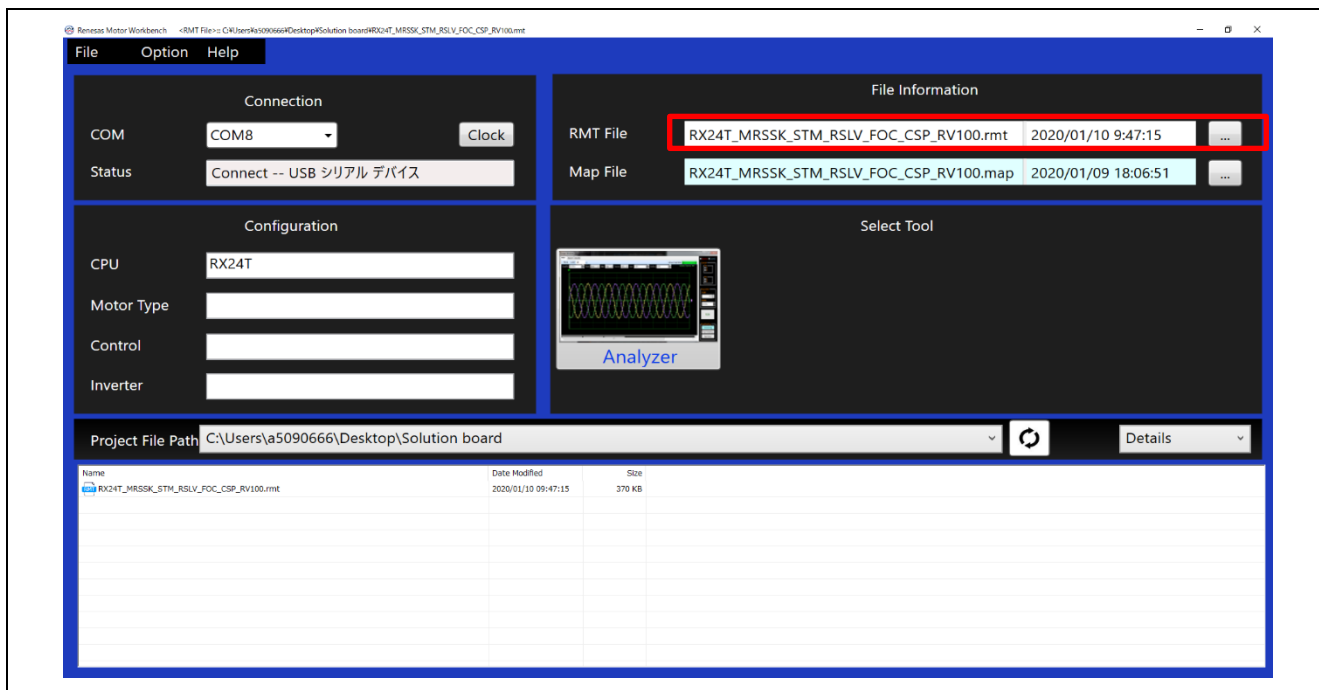 Renesas Motor Workbench <RMT File>:: C:¥Users¥a5090666¥Desktop¥Solution board¥RX24T_MRSSK_STM_RSLV_FOC_CSP_RV100.rmt
File Option Help
Connection
COM COM8 Clock
Status Connect -- USB シリアル デバイス
File Information
RMT File RX24T_MRSSK_STM_RSLV_FOC_CSP_RV100.rmt 2020/01/10 9:47:15 ...
Map File RX24T_MRSSK_STM_RSLV_FOC_CSP_RV100.map 2020/01/09 18:06:51 ...
Configuration
CPU RX24T
Motor Type
Control
Inverter
Select Tool
Analyzer
Project File Path C:\Users\a5090666\Desktop\Solution board Details
Name Date Modified Size
RX24T_MRSSK_STM_RSLV_FOC_CSP_RV100.rmt 2020/01/10 09:47:15 370 KB